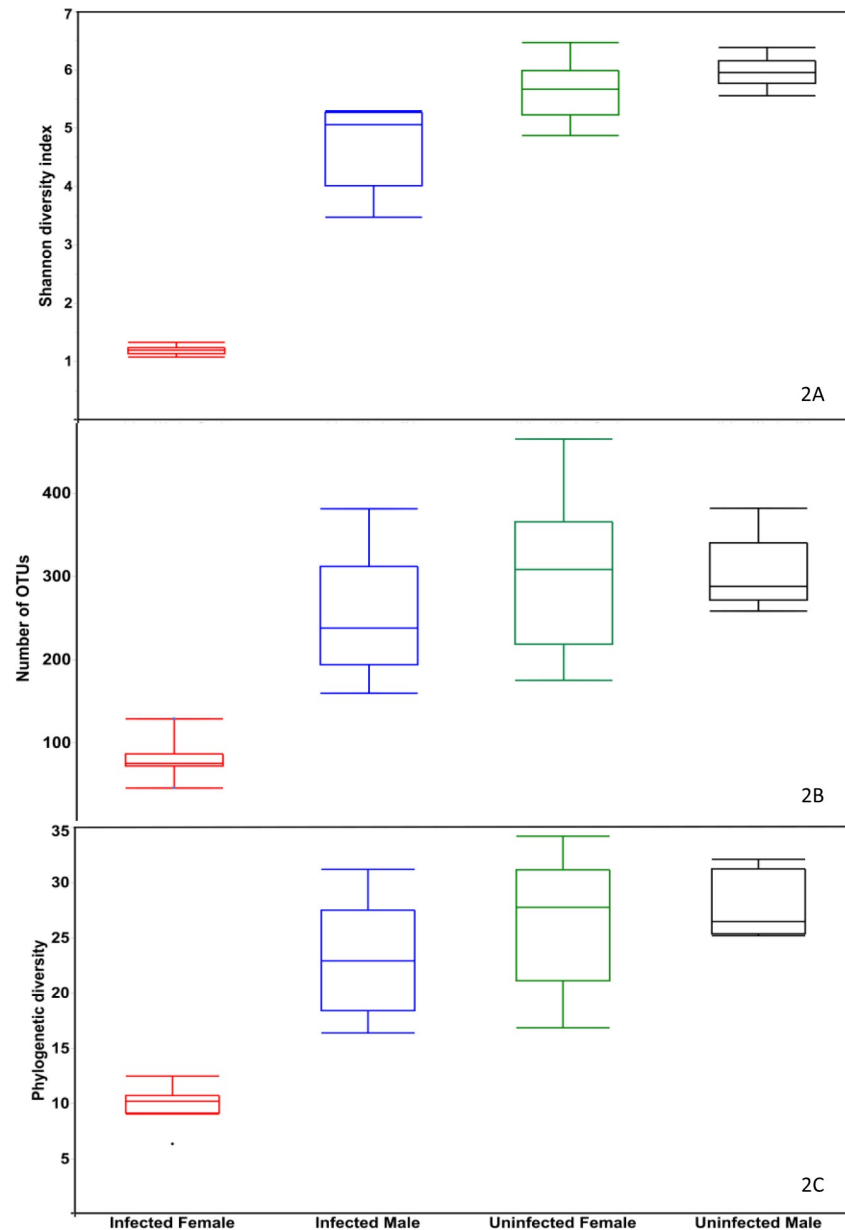 7
6
5
4
3
2
1
Shannon diversity index
2A
400
300
200
100
Number of OTUs
2B
35
30
25
20
15
10
5
Phylogenetic diversity
2C
Infected Female Infected Male Uninfected Female Uninfected Male